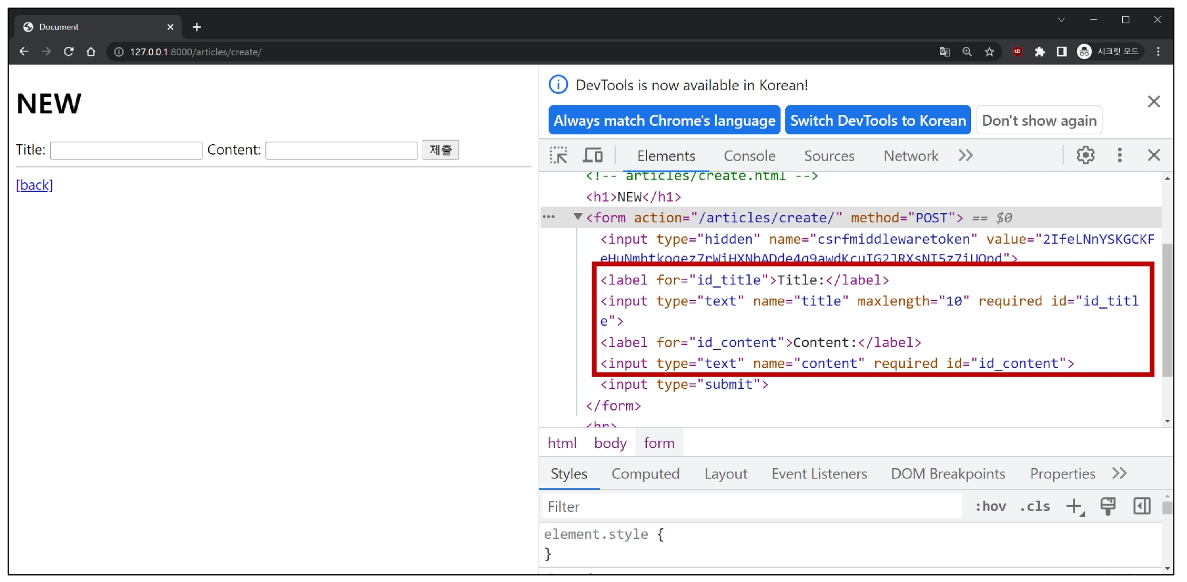 Document
127.0.0.1:8000/articles/create/
시크릿 모드
NEW
Title:
Content:
제출
[back]
DevTools is now available in Korean!
Always match Chrome's language
Switch DevTools to Korean
Don't show again
Elements
Console
Sources
Network
<!-- articles/create.html -->
<h1>NEW</h1>
<form action="/articles/create/" method="POST"> == $0
<input type="hidden" name="csrfmiddlewaretoken" value="2IfeLNnYSKGCKF
<label for="id_title">Title:</label>
<input type="text" name="title" maxlength="10" required id="id_titl
e">
<label for="id_content">Content:</label>
<input type="text" name="content" required id="id_content">
<input type="submit">
</form>
<hr>
html body form
Styles
Computed
Layout
Event Listeners
DOM Breakpoints
Properties
Filter
:hov .cls
element.style {
}